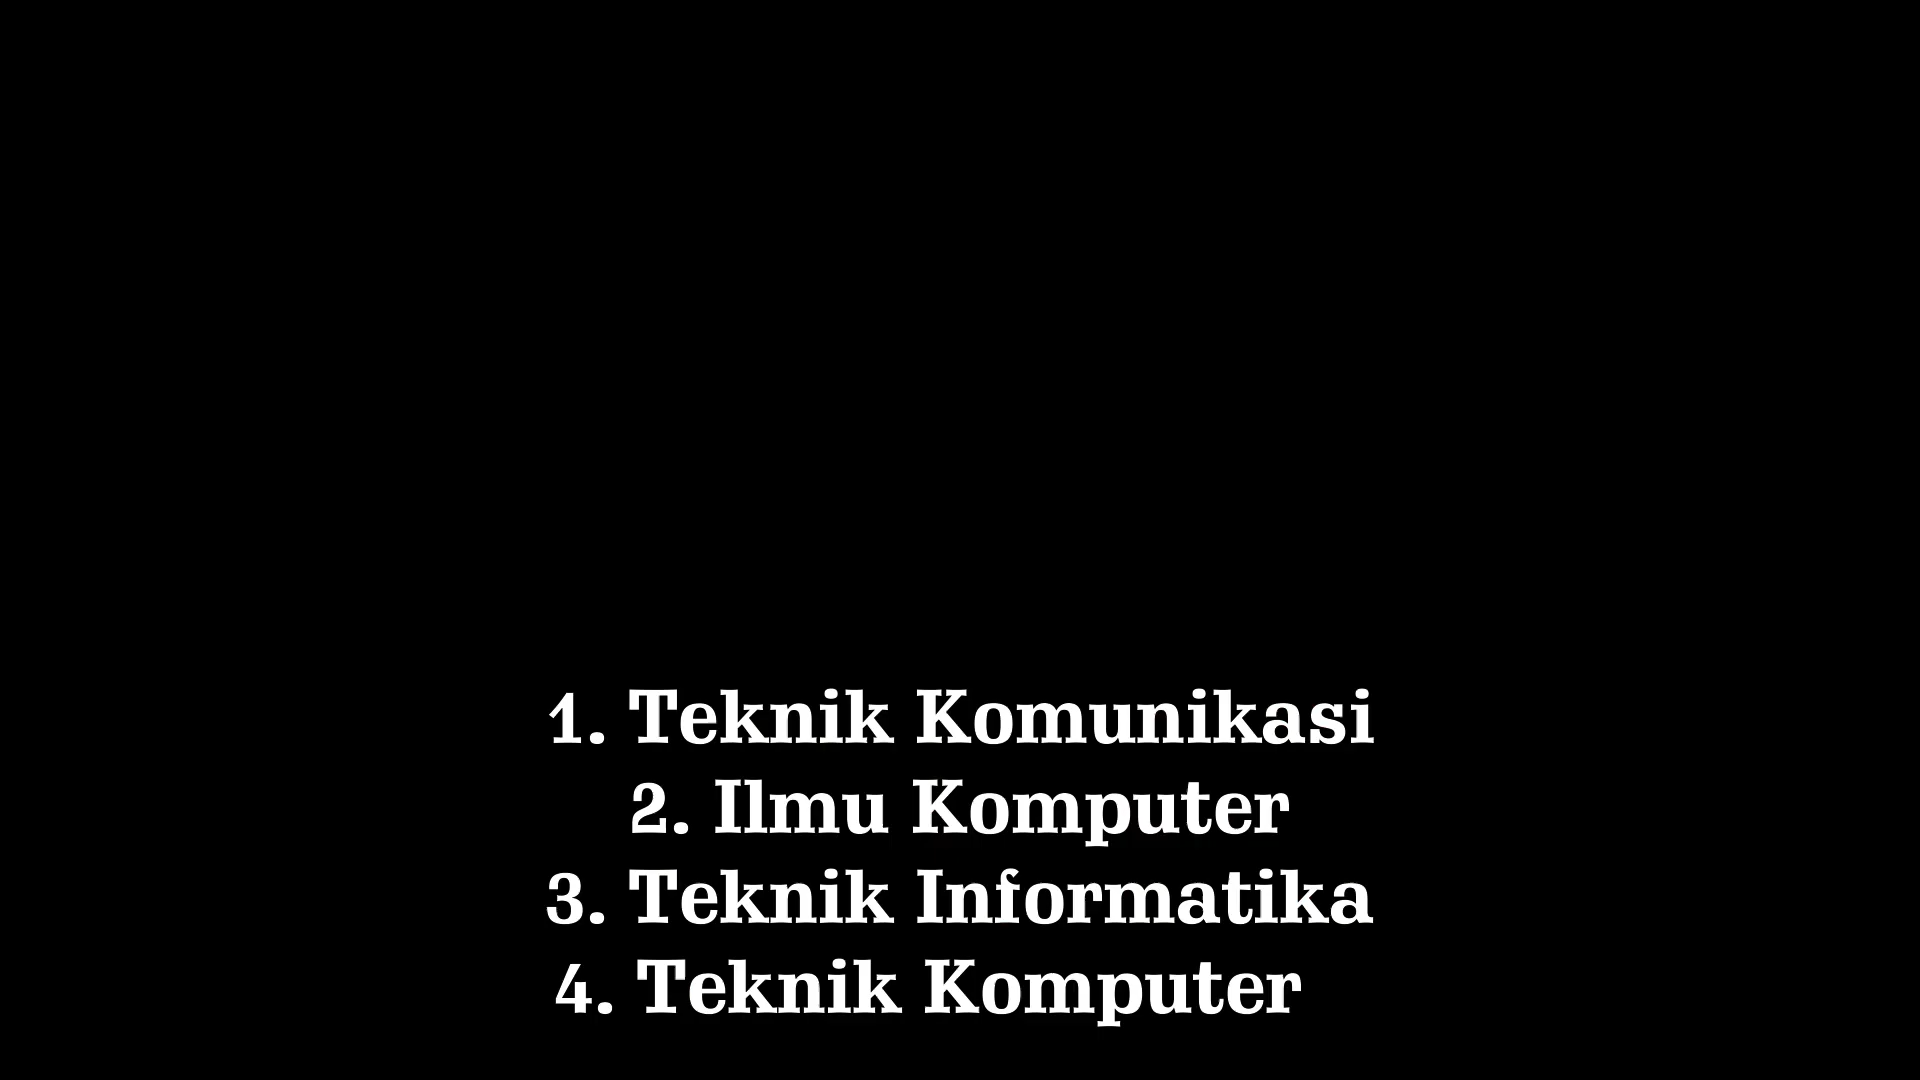 1. Teknik Komunikasi
2. Ilmu Komputer
3. Teknik Informatika
4. Teknik Komputer